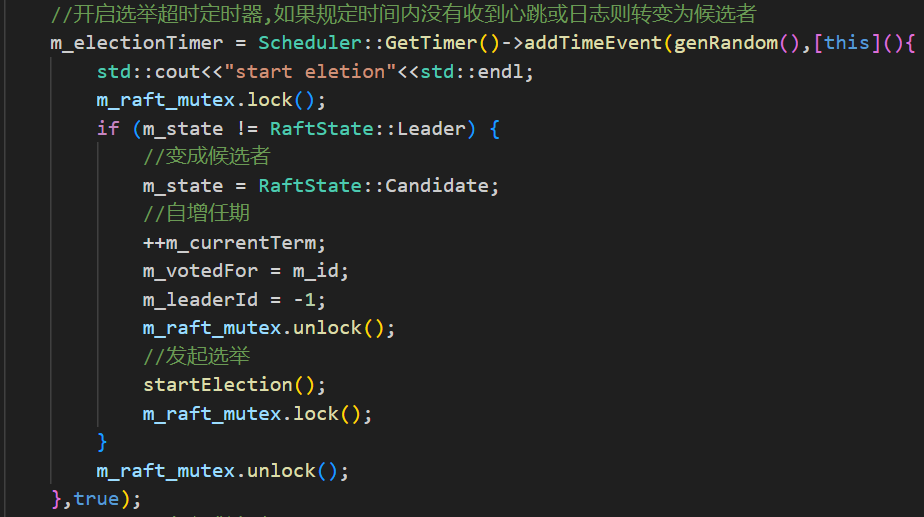 //开启选举超时定时器,如果规定时间内没有收到心跳或日志则转变为候选者
m_electionTimer = Scheduler::GetTimer()->addTimeEvent(genRandom(),[this](){
std::cout<<"start eletion"<<std::endl;
m_raft_mutex.lock();
if (m_state != RaftState::Leader) {
//变成候选者
m_state = RaftState::Candidate;
//自增任期
++m_currentTerm;
m_votedFor = m_id;
m_leaderId = -1;
m_raft_mutex.unlock();
//发起选举
startElection();
m_raft_mutex.lock();
}
m_raft_mutex.unlock();
},true);